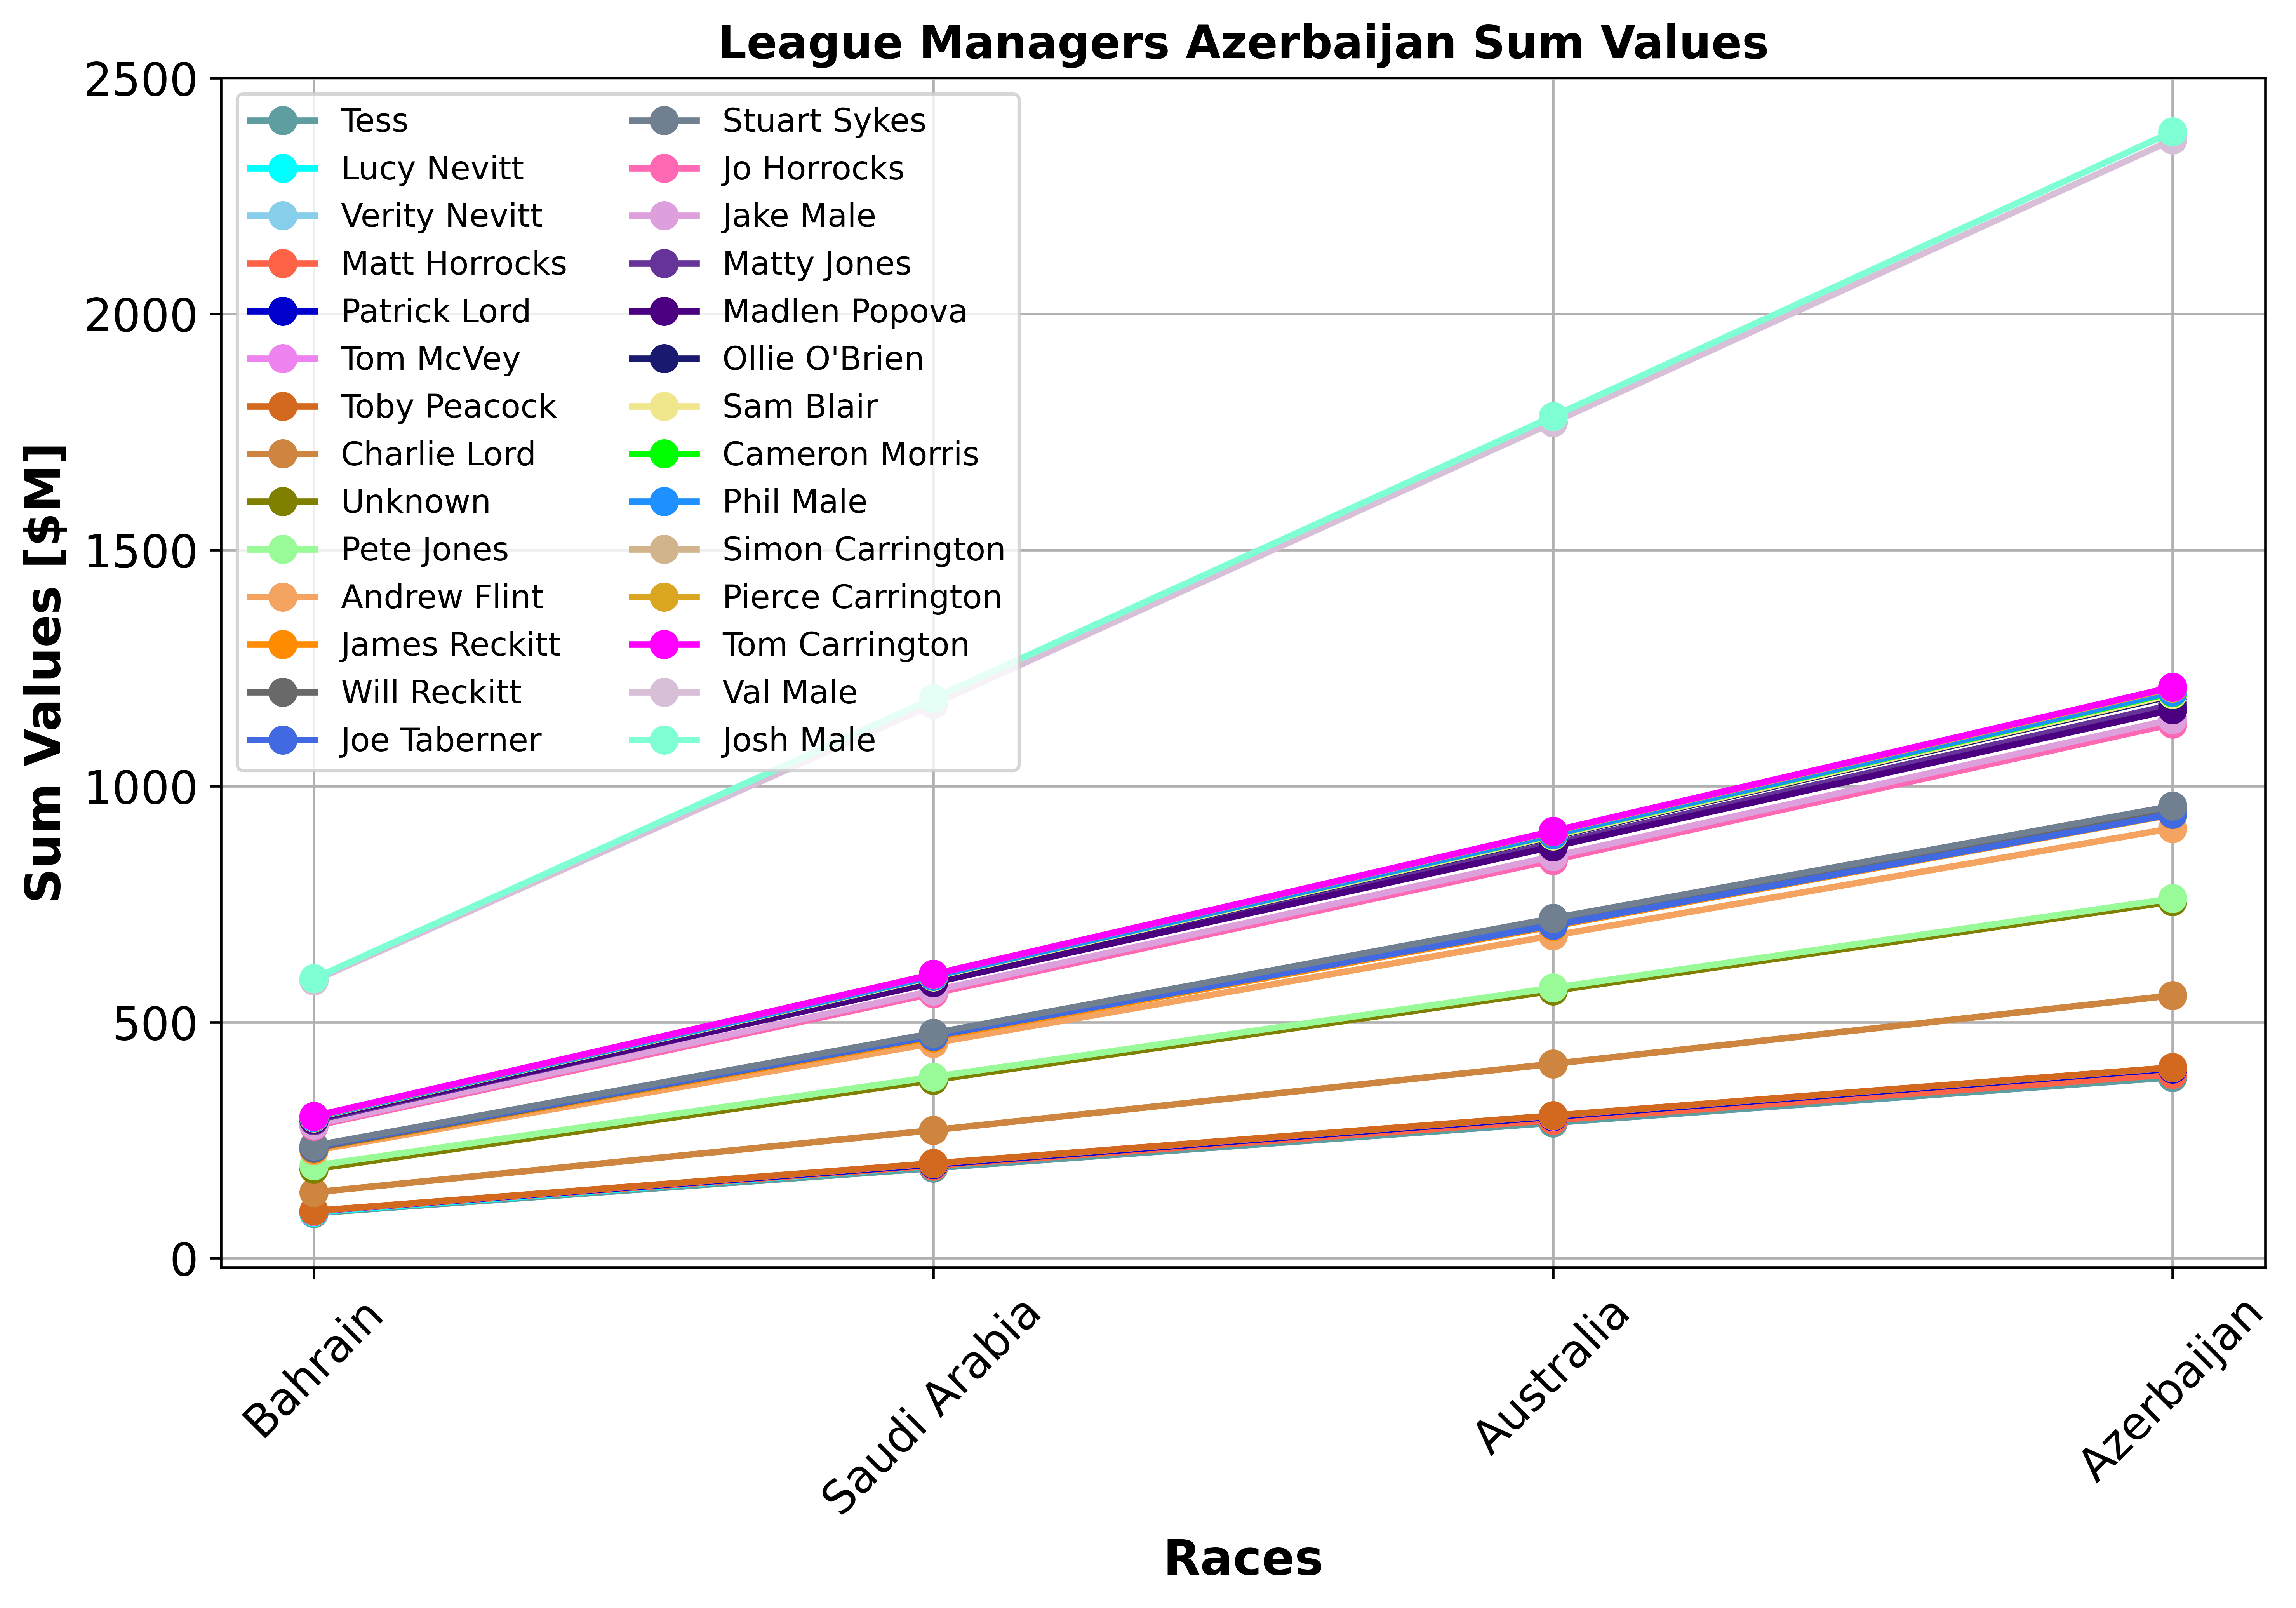 League Managers Azerbaijan Sum Values
Sum Values [$M]
2500
2000
1500
1000
500
0
Tess
Lucy Nevitt
Verity Nevitt
Matt Horrocks
Patrick Lord
Tom McVey
Toby Peacock
Charlie Lord
Unknown
Pete Jones
Andrew Flint
James Reckitt
Will Reckitt
Joe Taberner
Stuart Sykes
Jo Horrocks
Jake Male
Matty Jones
Madlen Popova
Ollie O'Brien
Sam Blair
Cameron Morris
Phil Male
Simon Carrington
Pierce Carrington
Tom Carrington
Val Male
Josh Male
Bahrain
Saudi Arabia
Australia
Azerbaijan
Races